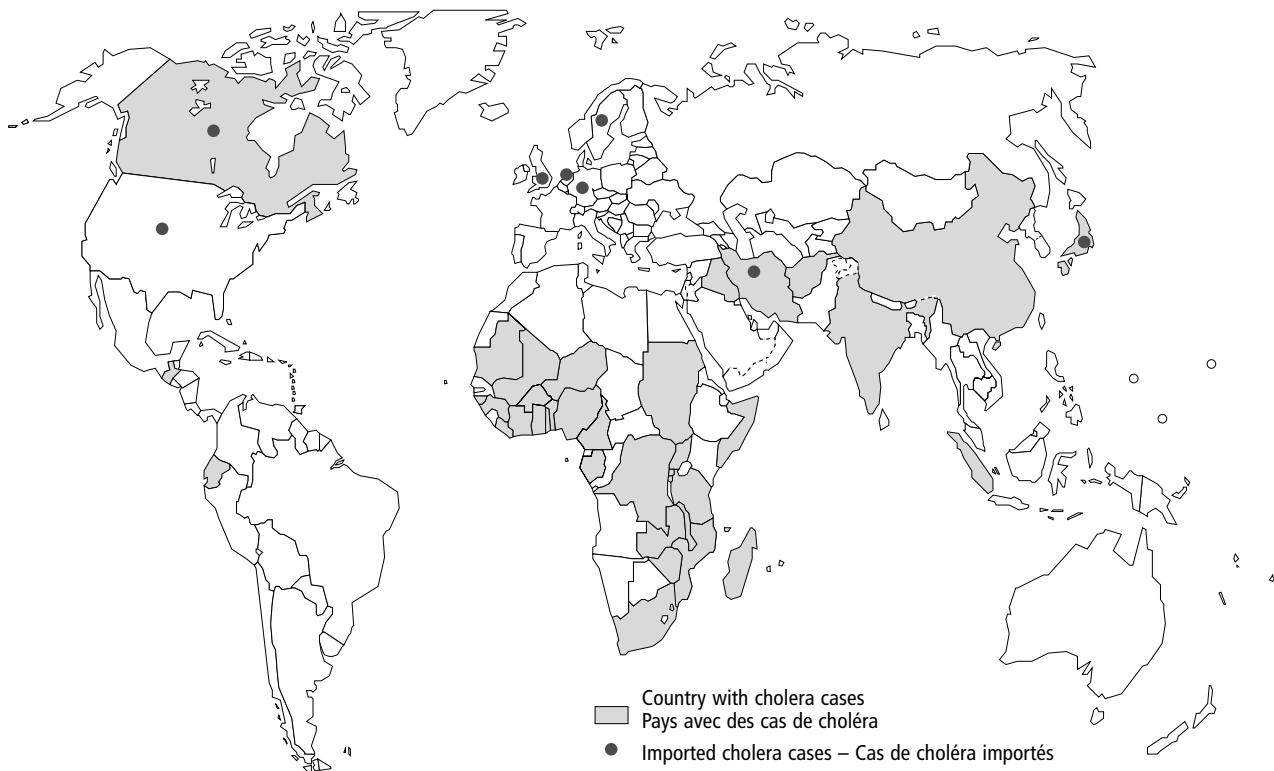 Country with cholera cases
Pays avec des cas de choléra
Imported cholera cases – Cas de choléra importés